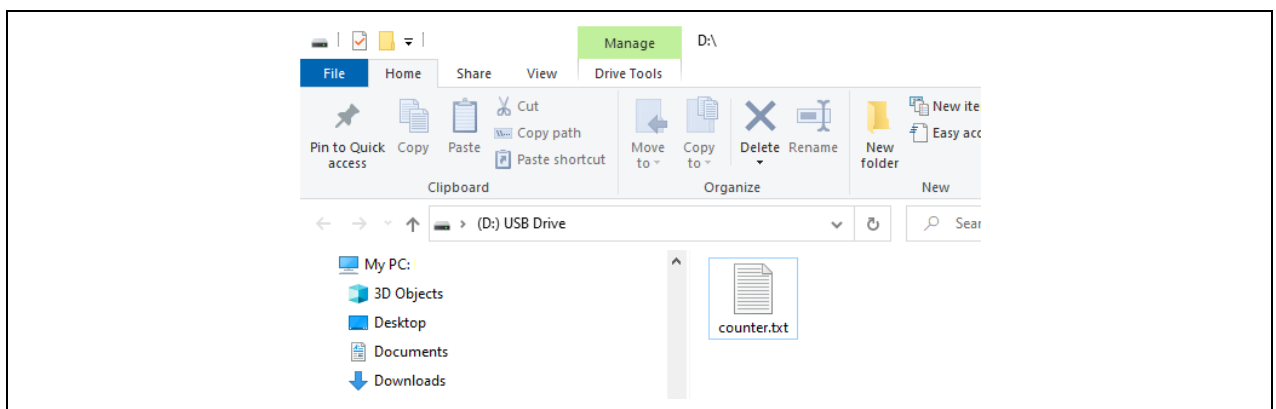 Manage D:\
File Home Share View Drive Tools
Pin to Quick access
Copy
Paste
Cut
Copy path
Paste shortcut
Move to
Copy to
Delete
Rename
New folder
New ite
Easy acc
Clipboard Organize New
(D:) USB Drive
Sear
My PC:
3D Objects
Desktop
Documents
Downloads
counter.txt